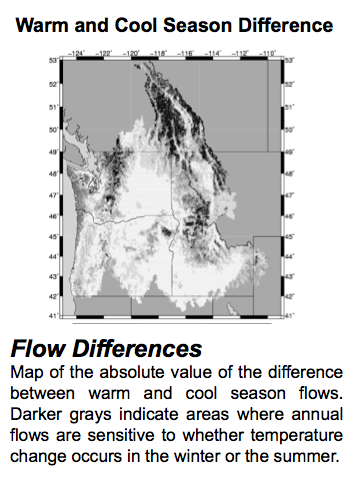 Warm and Cool Season Difference
-124˚ -122˚ -120˚ -118˚ -116˚ -114˚ -112˚ -110˚
53˚ 53˚
52˚ 52˚
51˚ 51˚
50˚ 50˚
49˚ 49˚
48˚ 48˚
47˚ 47˚
46˚ 46˚
45˚ 45˚
44˚ 44˚
43˚ 43˚
42˚ 42˚
41˚ 41˚
Flow Differences
Map of the absolute value of the difference
between warm and cool season flows.
Darker grays indicate areas where annual
flows are sensitive to whether temperature
change occurs in the winter or the summer.